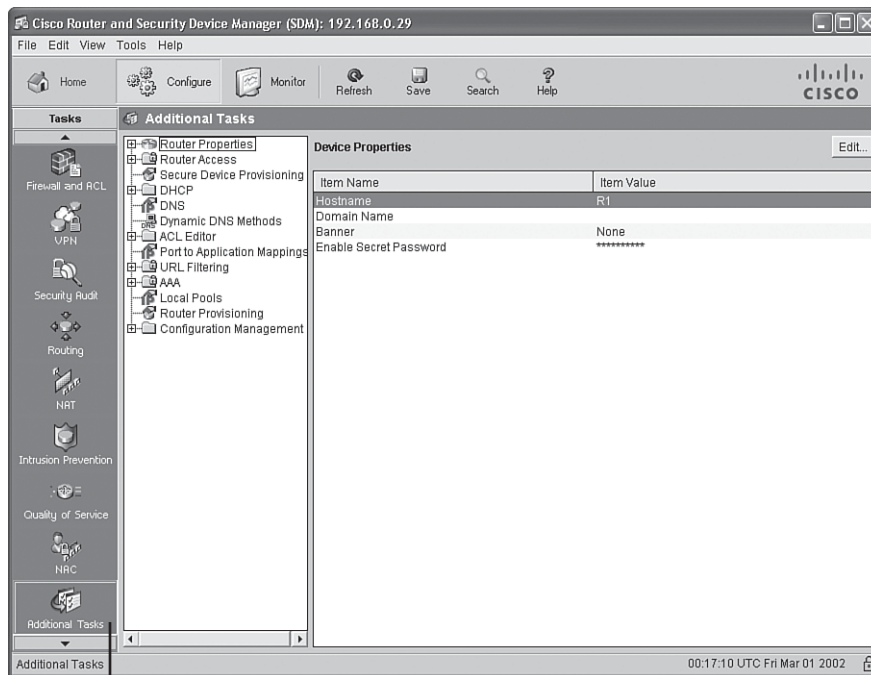 Cisco Router and Security Device Manager (SDM): 192.168.0.29
File Edit View Tools Help
Home Configure Monitor Refresh Save Search Help
CISCO
Tasks
Additional Tasks
Firewall and ACL
VPN
Security Audit
Routing
NAT
Intrusion Prevention
Quality of Service
NAC
Additional Tasks
Router Properties
Router Access
Secure Device Provisioning
DHCP
DNS
Dynamic DNS Methods
ACL Editor
Port to Application Mappings
URL Filtering
AAA
Local Pools
Router Provisioning
Configuration Management
Device Properties
Edit...
Item Name Item Value
Hostname R1
Domain Name
Banner None
Enable Secret Password **********
Additional Tasks
00:17:10 UTC Fri Mar 01 2002